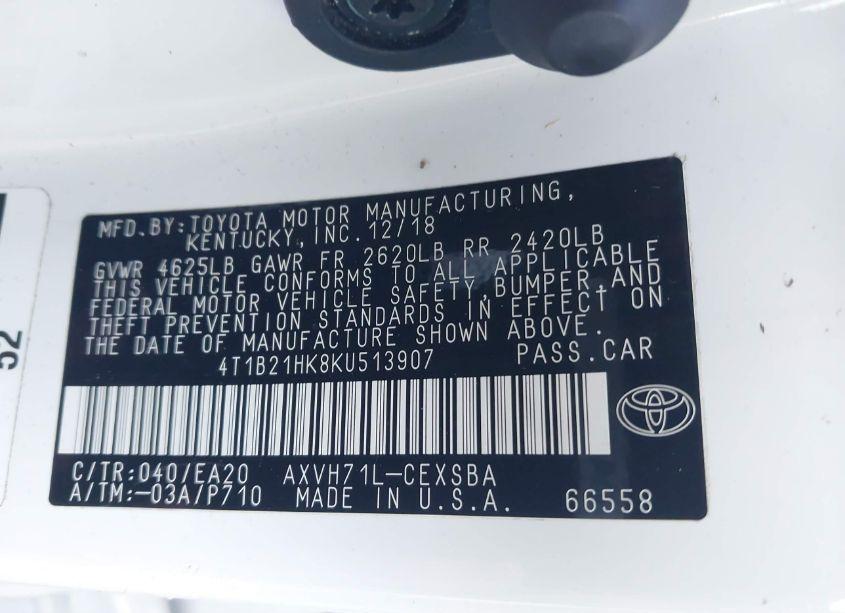 MFD.BY:TOYOTA MOTOR MANUFACTURING,
KENTUCKY,INC.12/18
GVWR 4625LB GAWR FR 2620LB RR 2420LB
THIS VEHICLE CONFORMS TO ALL APPLICABLE
FEDERAL MOTOR VEHICLE SAFETY,BUMPER,AND
THEFT PREVENTION STANDARDS IN EFFECT ON
THE DATE OF MANUFACTURE SHOWN ABOVE.
4T1B21HK8KU513907 PASS.CAR
C/TR:040/EA20 AXVH71L-CEXSBA
A/TM:-03A/P710 MADE IN U.S.A. 66558
52